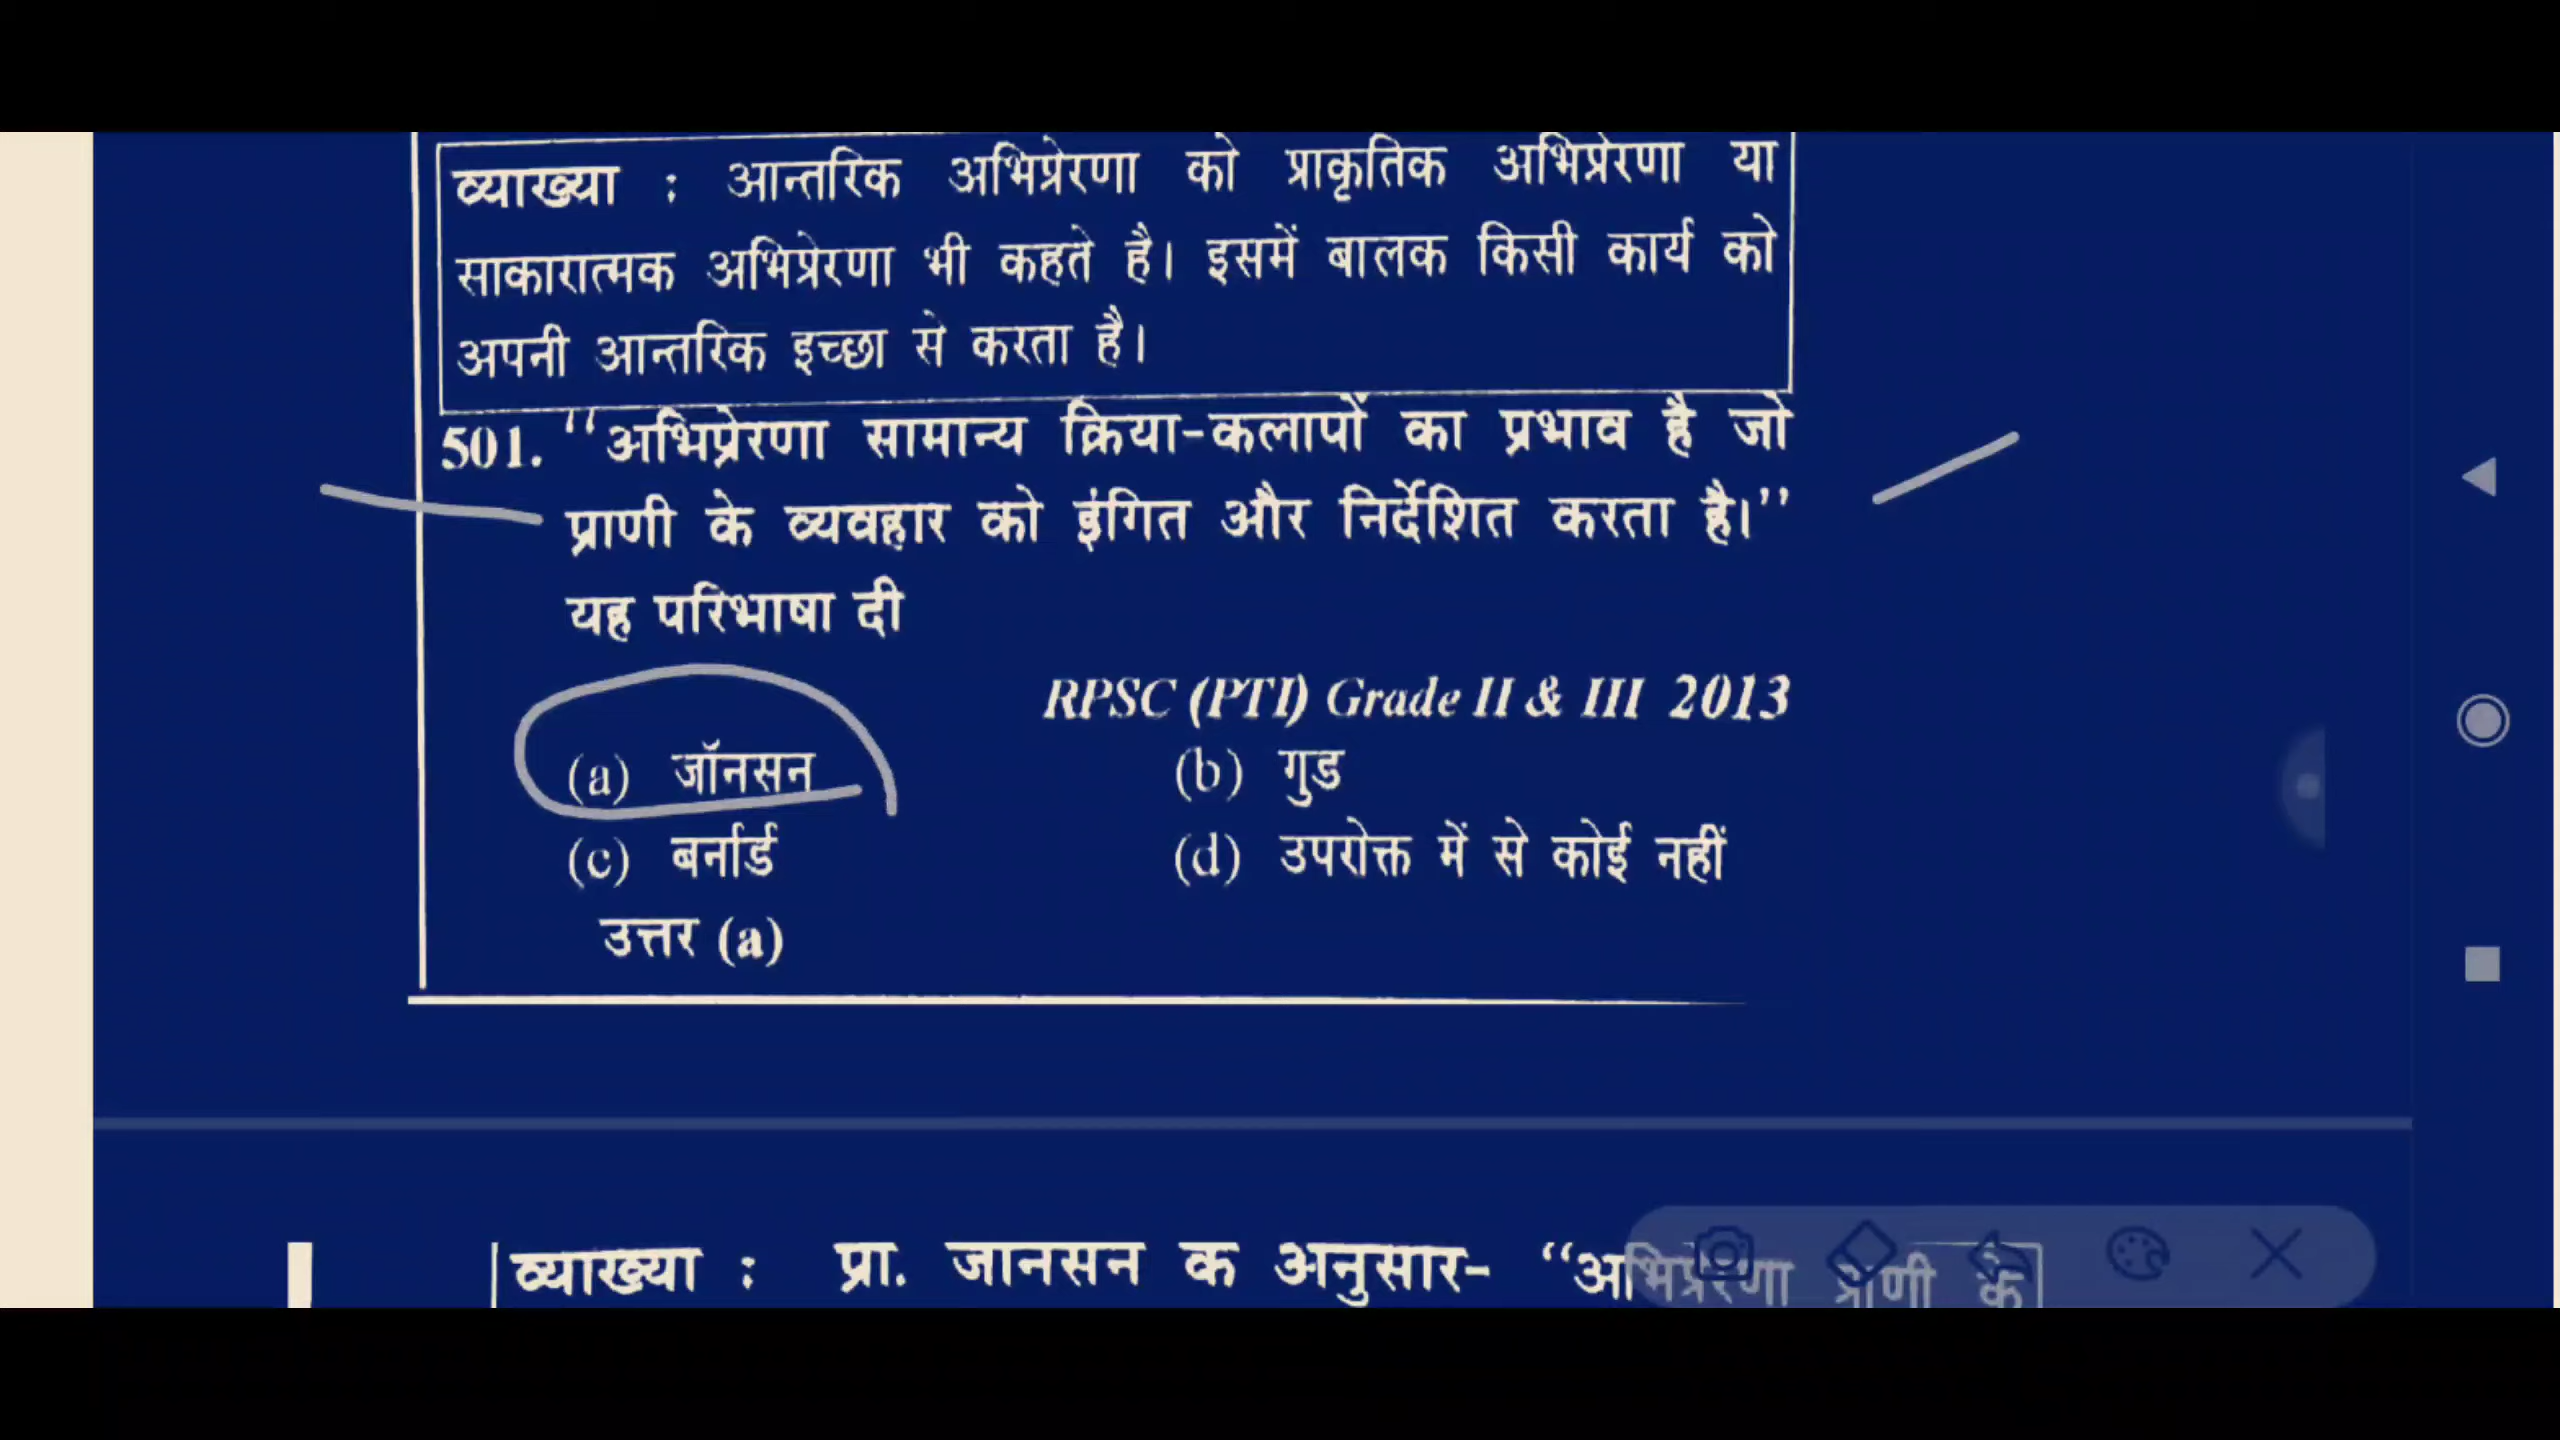 व्याख्या : आन्तरिक अभिप्रेरणा को प्राकृतिक अभिप्रेरणा या
साकारात्मक अभिप्रेरणा भी कहते है। इसमें बालक किसी कार्य को
अपनी आन्तरिक इच्छा से करता है।
501. ‘‘अभिप्रेरणा सामान्य क्रिया-कलापों का प्रभाव है जो
प्राणी के व्यवहार को इंगित और निर्देशित करता है।’’
यह परिभाषा दी
RPSC (PTI) Grade II & III 2013
(a) जॉनसन (b) गुड
(c) बर्नार्ड (d) उपरोक्त में से कोई नहीं
उत्तर (a)
व्याख्या : प्रा. जानसन क अनुसार- ‘‘अभिप्रेरणा प्राणी के